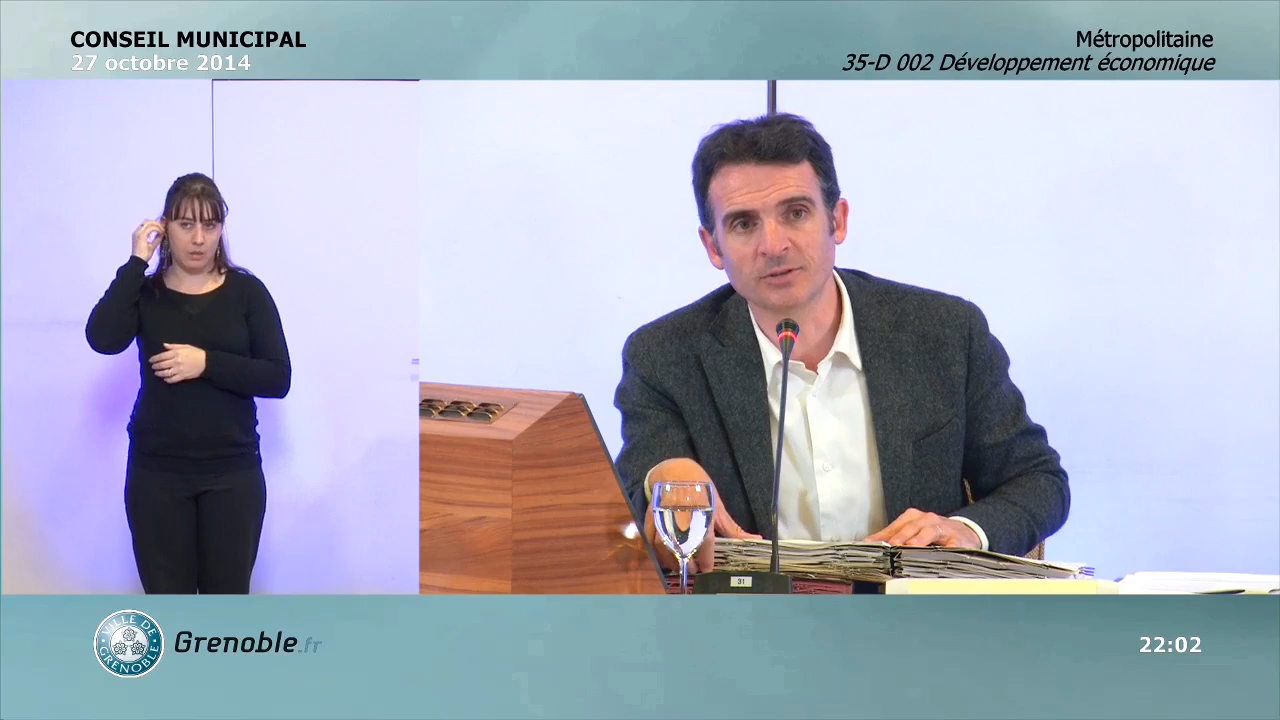 CONSEIL MUNICIPAL
27 octobre 2014
Métropolitaine
35-D 002 Développement économique
31
VILLE DE GRENOBLE
Grenoble.fr
22:02